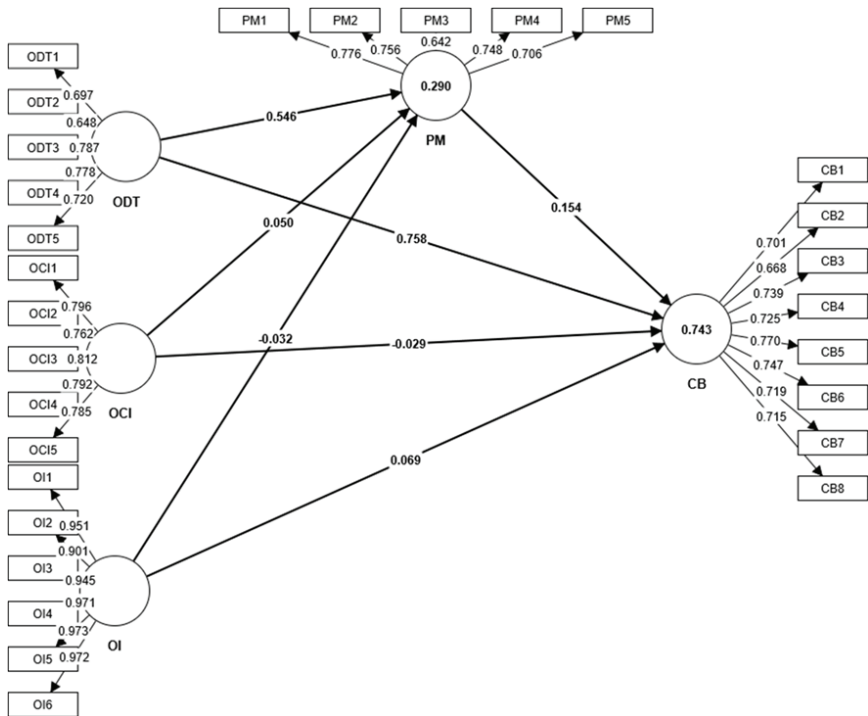 PM1
PM2
PM3
PM4
PM5
0.776
0.756
0.642
0.748
0.706
0.290
PM
ODT1
ODT2
ODT3
ODT4
ODT5
0.697
0.648
0.787
0.778
0.720
ODT
0.546
0.050
-0.032
0.758
0.154
-0.029
0.069
OCI1
OCI2
OCI3
OCI4
OCI5
0.796
0.762
0.812
0.792
0.785
OCI
OI1
OI2
OI3
OI4
OI5
OI6
0.951
0.901
0.945
0.971
0.973
0.972
OI
0.743
CB
0.701
0.668
0.739
0.725
0.770
0.747
0.719
0.715
CB1
CB2
CB3
CB4
CB5
CB6
CB7
CB8